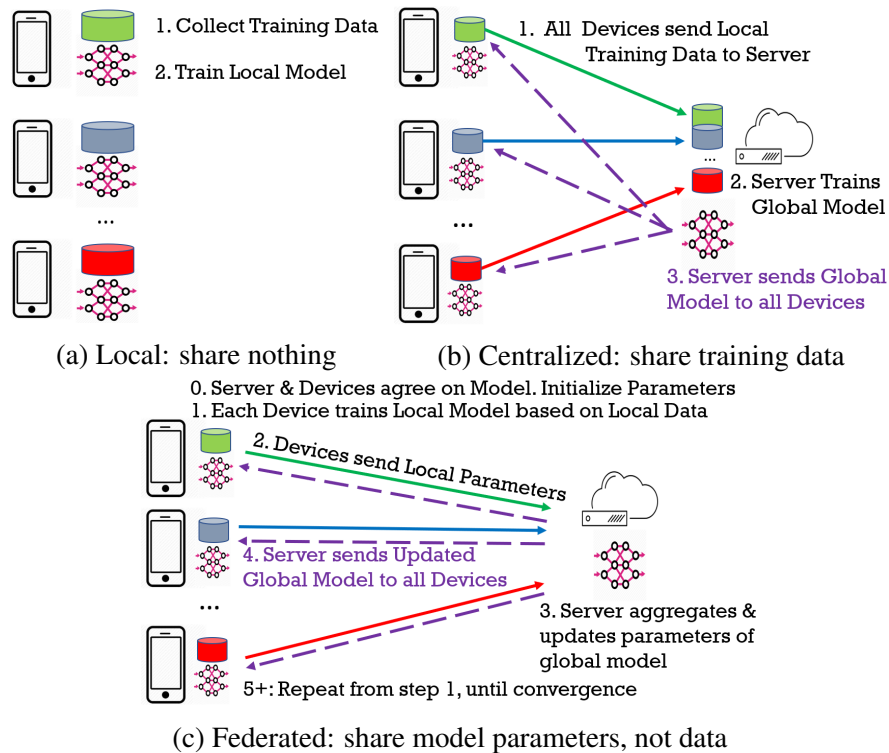 1. Collect Training Data
2. Train Local Model
...
(a) Local: share nothing
1. All Devices send Local
Training Data to Server
...
...
2. Server Trains
Global Model
3. Server sends Global
Model to all Devices
(b) Centralized: share training data
0. Server & Devices agree on Model. Initialize Parameters
1. Each Device trains Local Model based on Local Data
2. Devices send Local Parameters
4. Server sends Updated
Global Model to all Devices
...
3. Server aggregates &
updates parameters of
global model
5+: Repeat from step 1, until convergence
(c) Federated: share model parameters, not data